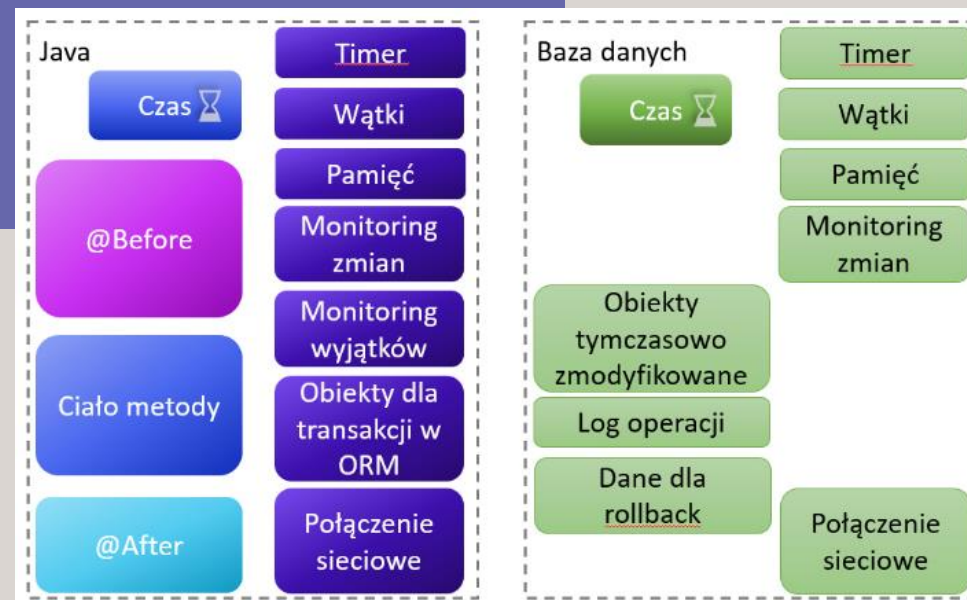 Java
Czas
@Before
Ciało metody
@After
Timer
Wątki
Pamięć
Monitoring
zmian
Monitoring
wyjątków
Obiekty dla
transakcji w
ORM
Połączenie
sieciowe
Baza danych
Czas
Obiekty
tymczasowo
zmodyfikowane
Log operacji
Dane dla
rollback
Timer
Wątki
Pamięć
Monitoring
zmian
Połączenie
sieciowe